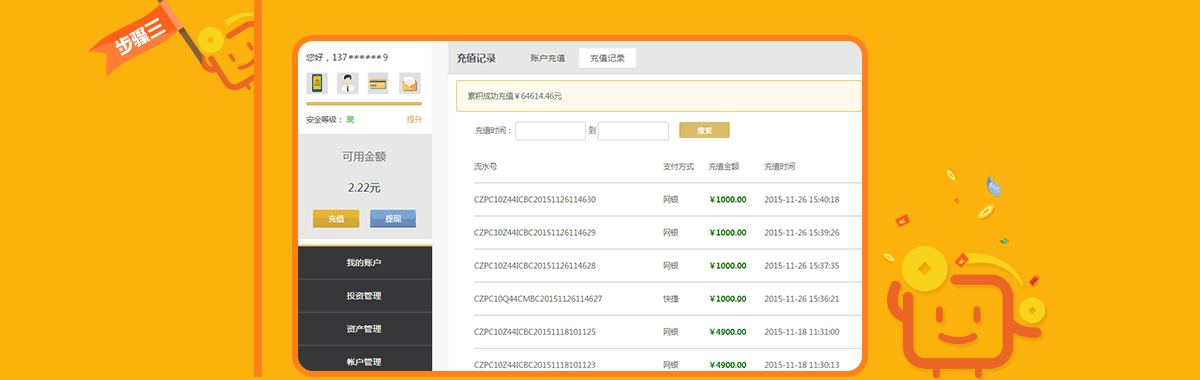 步骤三
您好，137******9
安全等级：高 提升
可用金额
2.22元
充值 提现
我的账户
投资管理
资产管理
帐户管理
充值记录 账户充值 充值记录
累积成功充值￥64614.46元
充值时间： 到 搜索
流水号 支付方式 充值金额 充值时间
CZPC10Z44ICBC20151126114630 网银 ￥1000.00 2015-11-26 15:40:18
CZPC10Z44ICBC20151126114629 网银 ￥1000.00 2015-11-26 15:39:26
CZPC10Z44ICBC20151126114628 网银 ￥1000.00 2015-11-26 15:37:35
CZPC10Q44CMBC20151126114627 快捷 ￥1000.00 2015-11-26 15:36:21
CZPC10Z44ICBC20151118101125 网银 ￥4900.00 2015-11-18 11:31:00
CZPC10Z44ICBC20151118101123 网银 ￥4900.00 2015-11-18 11:30:13